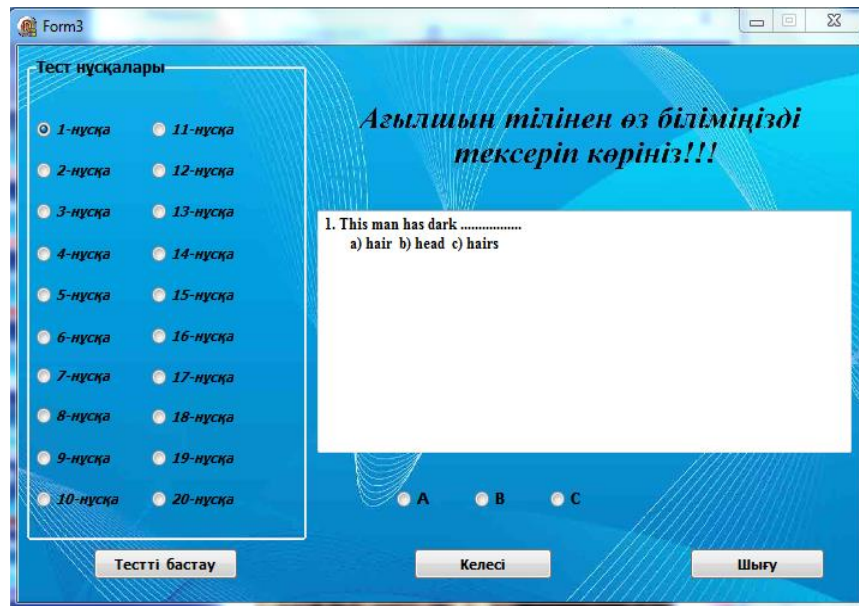 Form3
Тест нұсқалары
1-нұсқа
2-нұсқа
3-нұсқа
4-нұсқа
5-нұсқа
6-нұсқа
7-нұсқа
8-нұсқа
9-нұсқа
10-нұсқа
11-нұсқа
12-нұсқа
13-нұсқа
14-нұсқа
15-нұсқа
16-нұсқа
17-нұсқа
18-нұсқа
19-нұсқа
20-нұсқа
Ағылшын тілінен өз біліміңізді
тексеріп көрініз!!!
1. This man has dark .................
a) hair b) head c) hairs
A
B
C
Тестті бастау
Келесі
Шығу